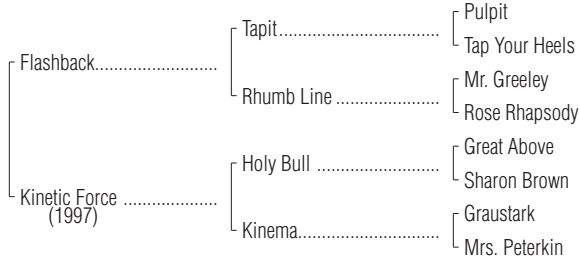 Pulpit
Tapit........................................
Tap Your Heels
Flashback..............................
Mr. Greeley
Rhumb Line ..........................
Rose Rhapsody
Great Above
Holy Bull ...............................
Sharon Brown
Kinetic Force .......................
(1997)
Graustark
Kinema...................................
Mrs. Peterkin